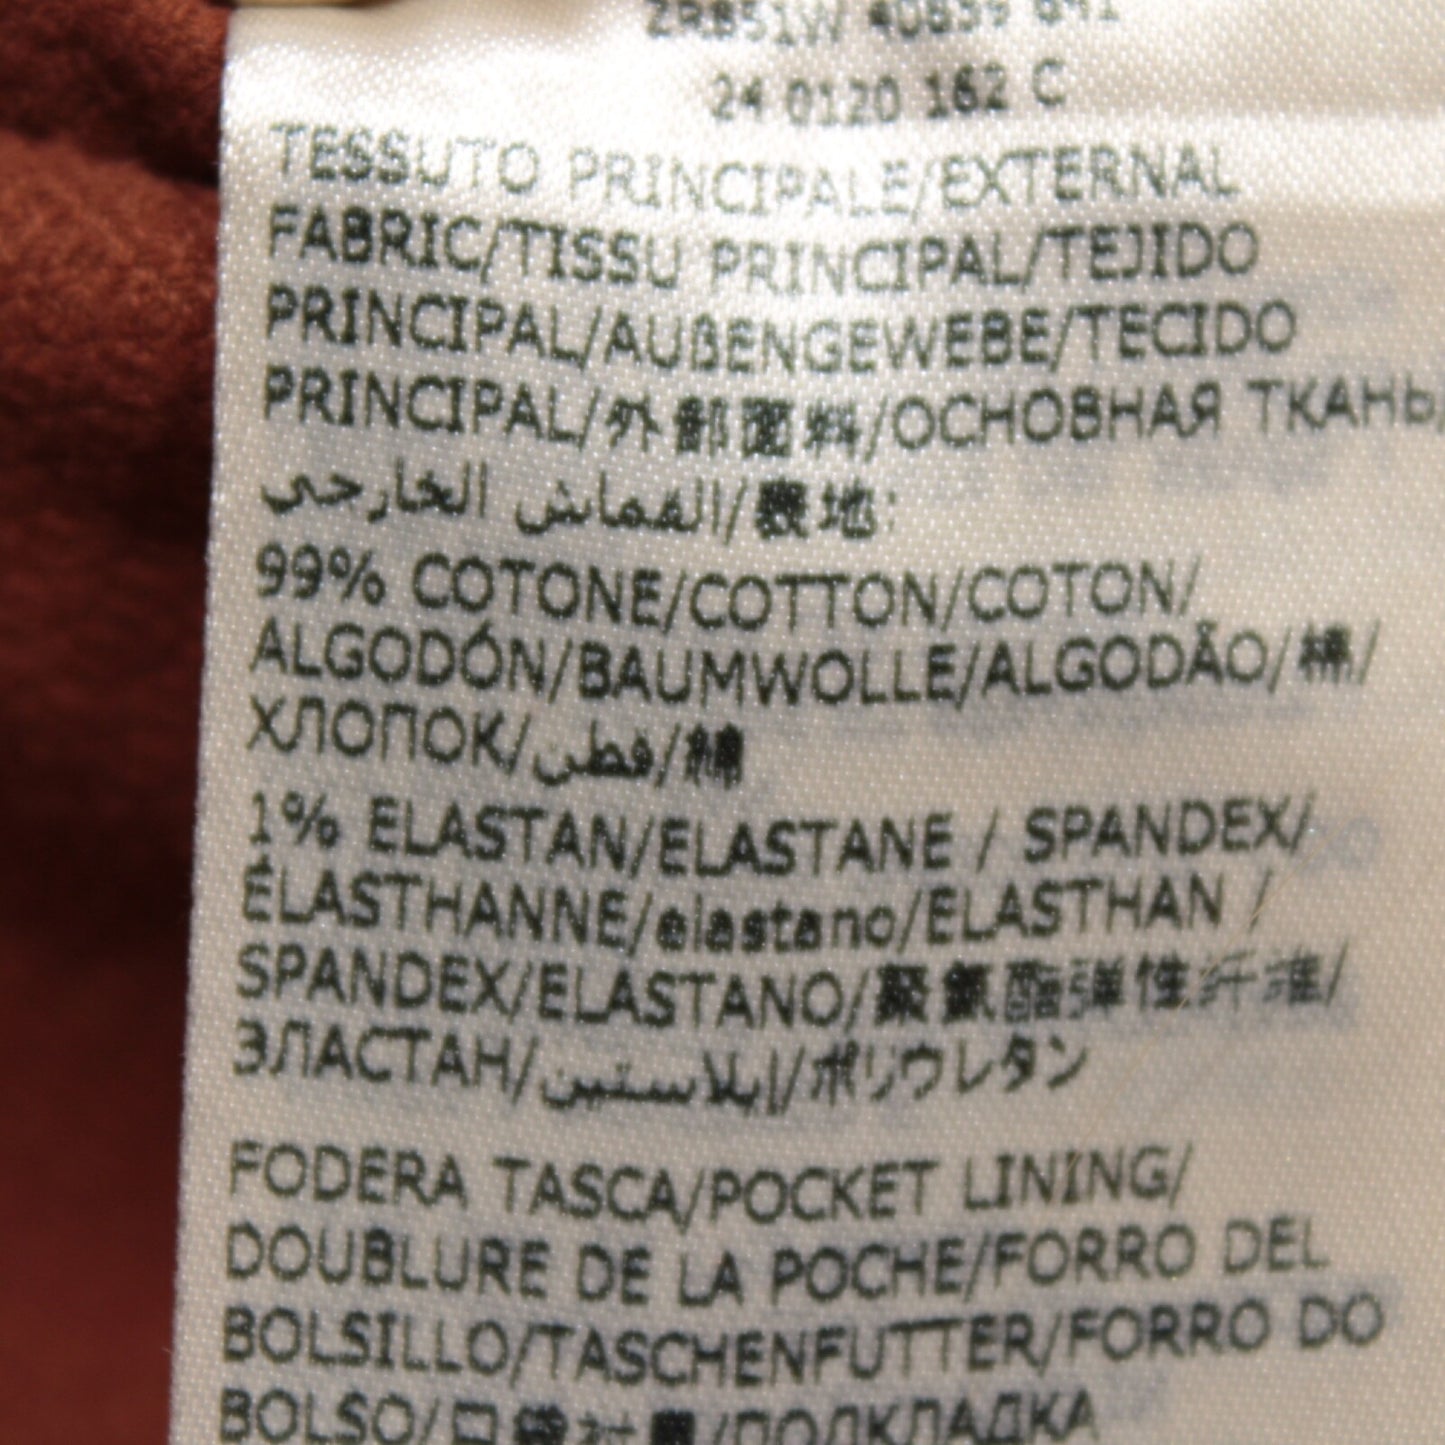 24 0120 162 C
TESSUTO PRINCIPALE/EXTERNAL
FABRIC/TISSU PRINCIPAL/TEJIDO
PRINCIPAL/AUßENGEWEBE/TECIDO
PRINCIPAL/外部面料/ОСНОВНАЯ ТКАНЬ/
القماش الخارجي/表地:
99% COTONE/COTTON/COTON/
ALGODÓN/BAUMWOLLE/ALGODÃO/棉/
ХЛОПОК/قطن/綿
1% ELASTAN/ELASTANE / SPANDEX/
ÉLASTHANNE/elastano/ELASTHAN /
SPANDEX/ELASTANO/聚氨酯弹性纤维/
ЭЛАСТАН/إيلاستين/ポリウレタン
FODERA TASCA/POCKET LINING/
DOUBLURE DE LA POCHE/FORRO DEL
BOLSILLO/TASCHENFUTTER/FORRO DO
BOLSO/口袋衬里/ПОДКЛАДКА